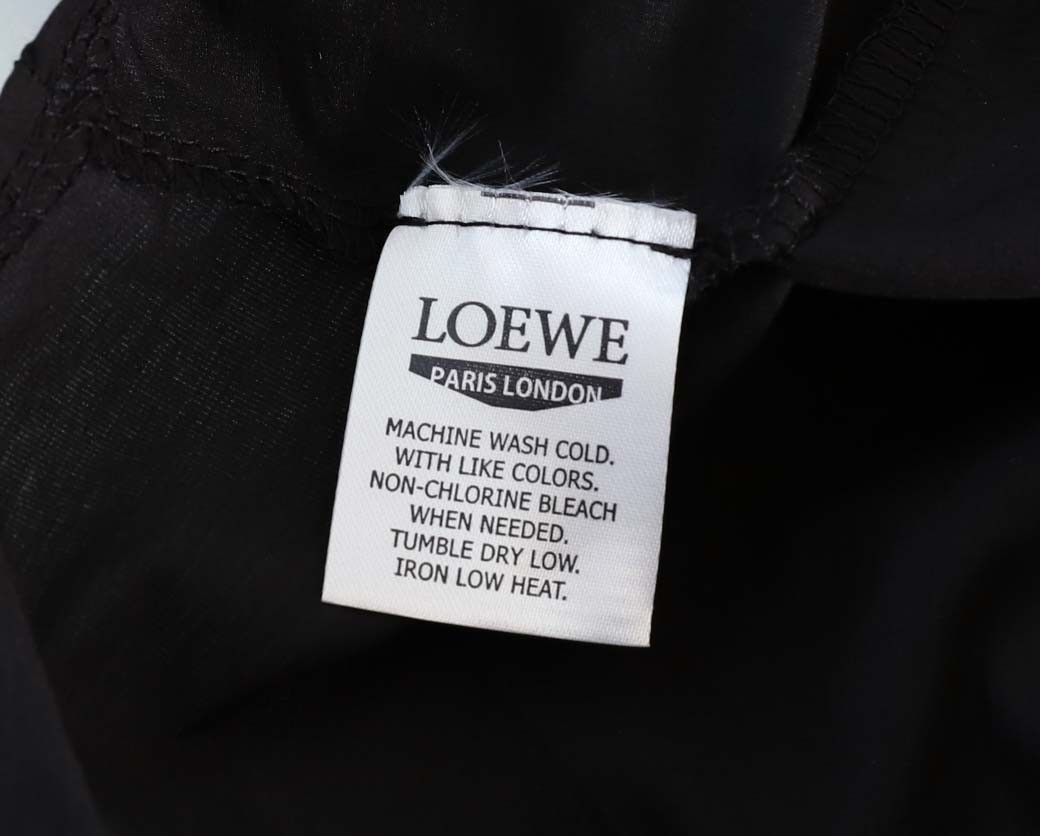 LOEWE
PARIS LONDON
MACHINE WASH COLD.
WITH LIKE COLORS.
NON-CHLORINE BLEACH
WHEN NEEDED.
TUMBLE DRY LOW.
IRON LOW HEAT.